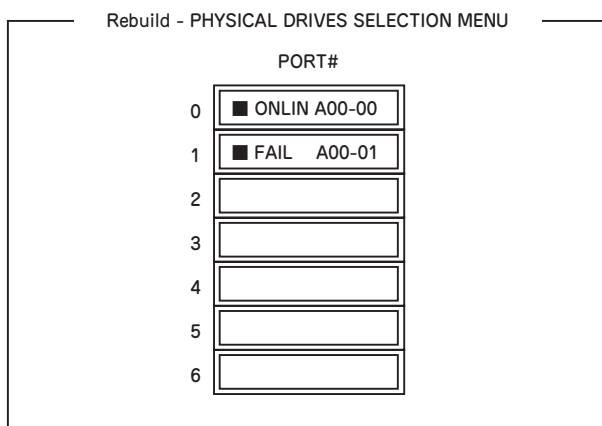 Rebuild - PHYSICAL DRIVES SELECTION MENU
PORT#
0 ■ ONLIN A00-00
1 ■ FAIL A00-01
2
3
4
5
6